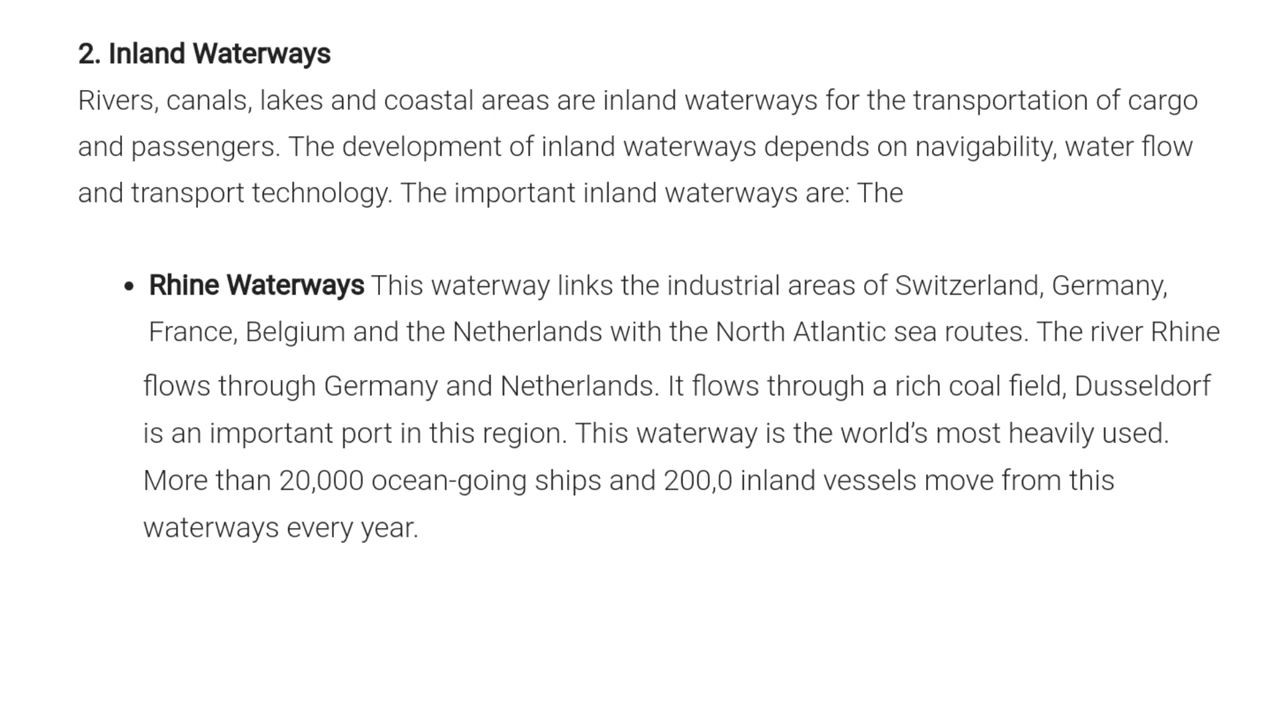 2. Inland Waterways
Rivers, canals, lakes and coastal areas are inland waterways for the transportation of cargo
and passengers. The development of inland waterways depends on navigability, water flow
and transport technology. The important inland waterways are: The
• Rhine Waterways This waterway links the industrial areas of Switzerland, Germany,
France, Belgium and the Netherlands with the North Atlantic sea routes. The river Rhine
flows through Germany and Netherlands. It flows through a rich coal field, Dusseldorf
is an important port in this region. This waterway is the world’s most heavily used.
More than 20,000 ocean-going ships and 200,0 inland vessels move from this
waterways every year.